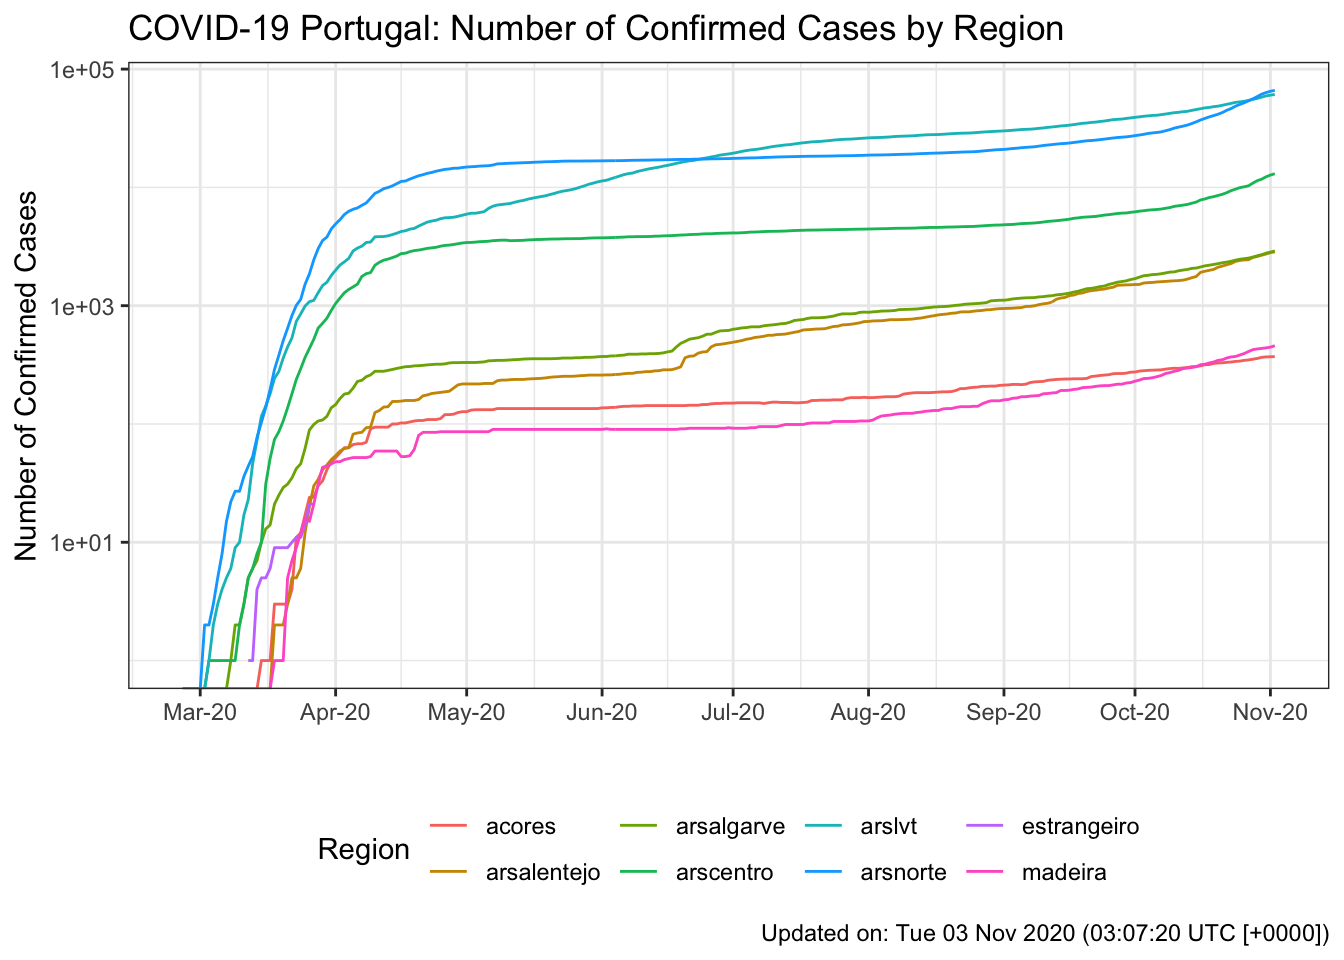 COVID-19 Portugal: Number of Confirmed Cases by Region
Number of Confirmed Cases
1e+05
1e+03
1e+01
Mar-20 Apr-20 May-20 Jun-20 Jul-20 Aug-20 Sep-20 Oct-20 Nov-20
Region
acores arsalgarve arslvt estrangeiro
arsalentejo arscentro arsnorte madeira
Updated on: Tue 03 Nov 2020 (03:07:20 UTC [+0000])